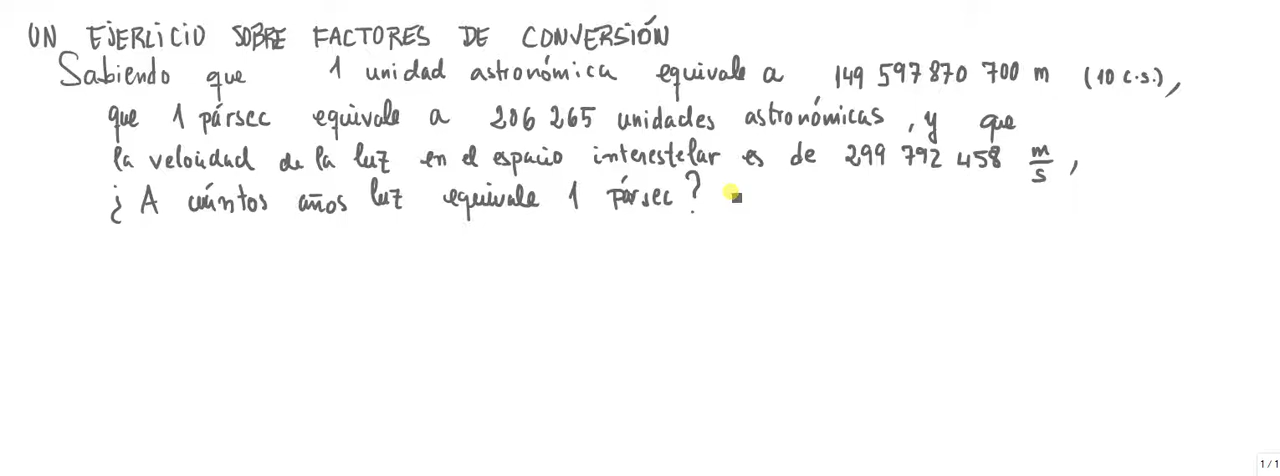 UN EJERCICIO SOBRE FACTORES DE CONVERSIÓN
Sabiendo que 1 unidad astronómica equivale a 149 597 870 700 m (10 c.s.),
que 1 pársec equivale a 206 265 unidades astronómicas, y que
la velocidad de la luz en el espacio interestelar es de 299 792 458 m/s,
¿A cuántos años luz equivale 1 pársec?
1/1